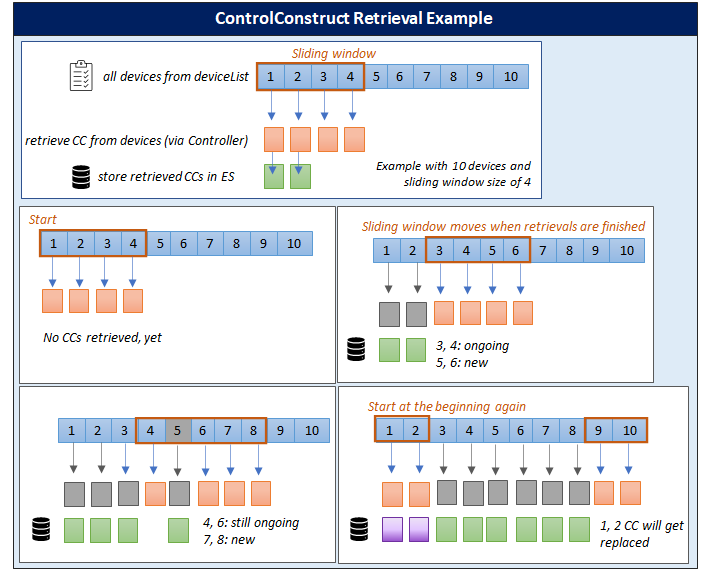 ControlConstruct Retrieval Example
Sliding window
all devices from deviceList
1 2 3 4 5 6 7 8 9 10
retrieve CC from devices (via Controller)
store retrieved CCs in ES
Example with 10 devices and
sliding window size of 4
Start
1 2 3 4 5 6 7 8 9 10
No CCs retrieved, yet
Sliding window moves when retrievals are finished
1 2 3 4 5 6 7 8 9 10
3, 4: ongoing
5, 6: new
1 2 3 4 5 6 7 8 9 10
4, 6: still ongoing
7, 8: new
Start at the beginning again
1 2 3 4 5 6 7 8 9 10
1, 2 CC will get
replaced